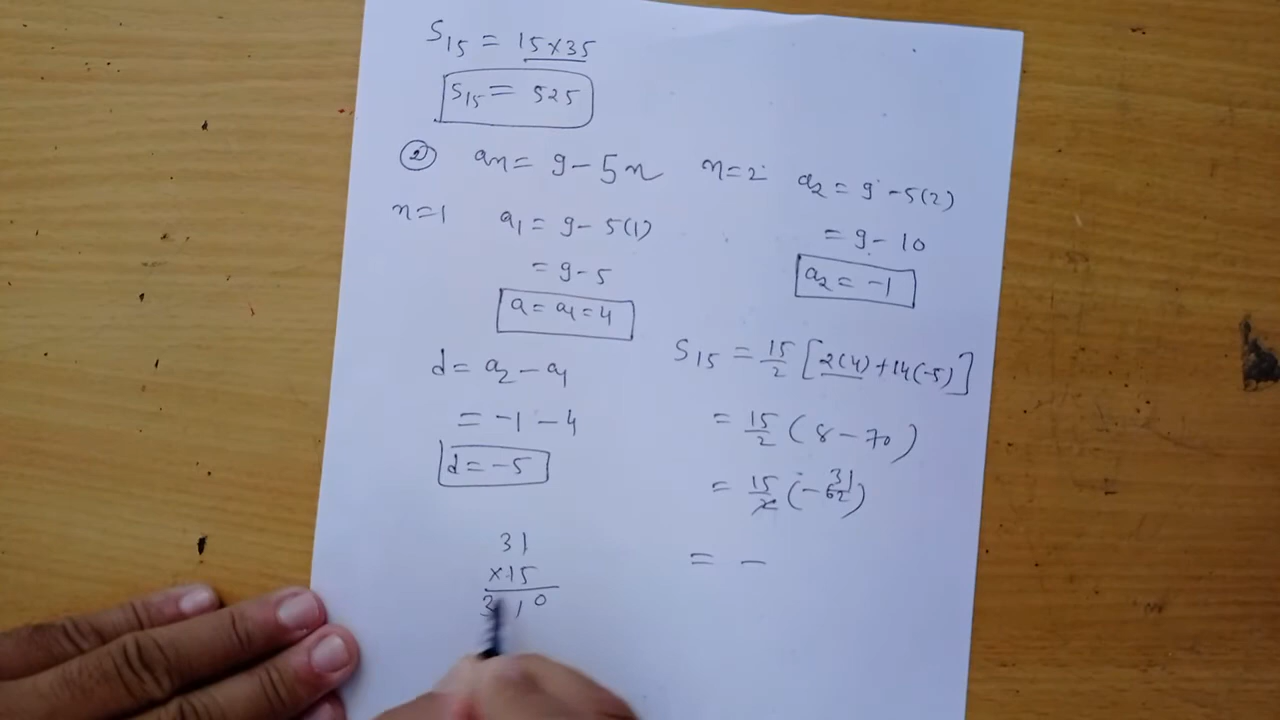 S15 = 15×35
S15 = 525
② an = 9 - 5n
n=1 a1 = 9 - 5(1)
= 9 - 5
a = a1 = 4
d = a2 - a1
= -1 - 4
d = -5
n=2 a2 = 9 - 5(2)
= 9 - 10
a2 = -1
S15 = 15/2 [2(4) + 14(-5)]
= 15/2 (8 - 70)
= 15/2 (-62) 31
= -
31
×15
310